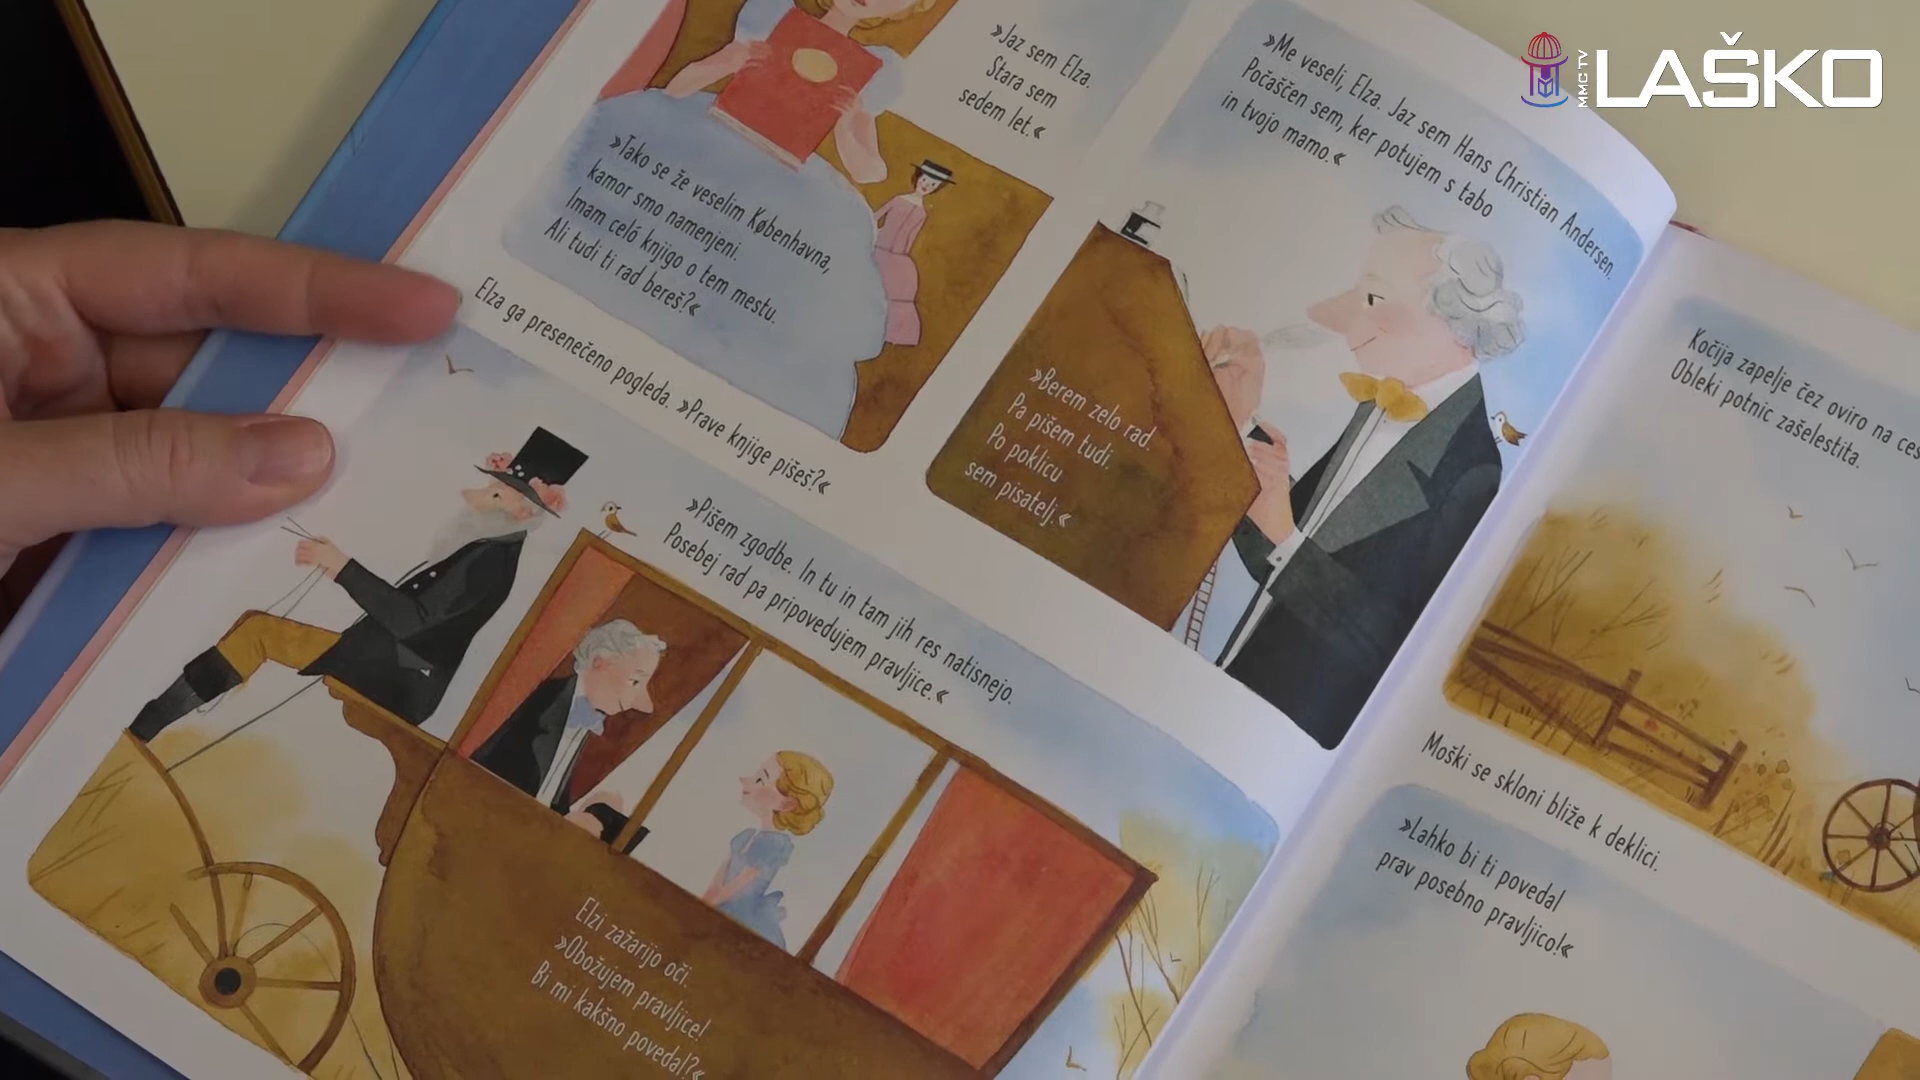 MMC TV LAŠKO
»Jaz sem Elza.
Stara sem
sedem let.«
»Tako se že veselim Københavna,
kamor smo namenjeni.
Imam celó knjigo o tem mestu.
Ali tudi ti rad bereš?«
»Me veseli, Elza. Jaz sem Hans Christian Andersen.
Počaščen sem, ker potujem s tabo
in tvojo mamo.«
»Berem zelo rad.
Pa pišem tudi.
Po poklicu
sem pisatelj.«
Elza ga presenečeno pogleda. »Prave knjige pišeš?«
»Pišem zgodbe. In tu in tam jih res natisnejo.
Posebej rad pa pripovedujem pravljice.«
Elzi zažarijo oči.
»Obožujem pravljice!
Bi mi kakšno povedal?«
Kočija zapelje čez oviro na ces
Obleki potnic zašelestita.
Moški se skloni bliže k deklici.
»Lahko bi ti povedal
prav posebno pravljico!«